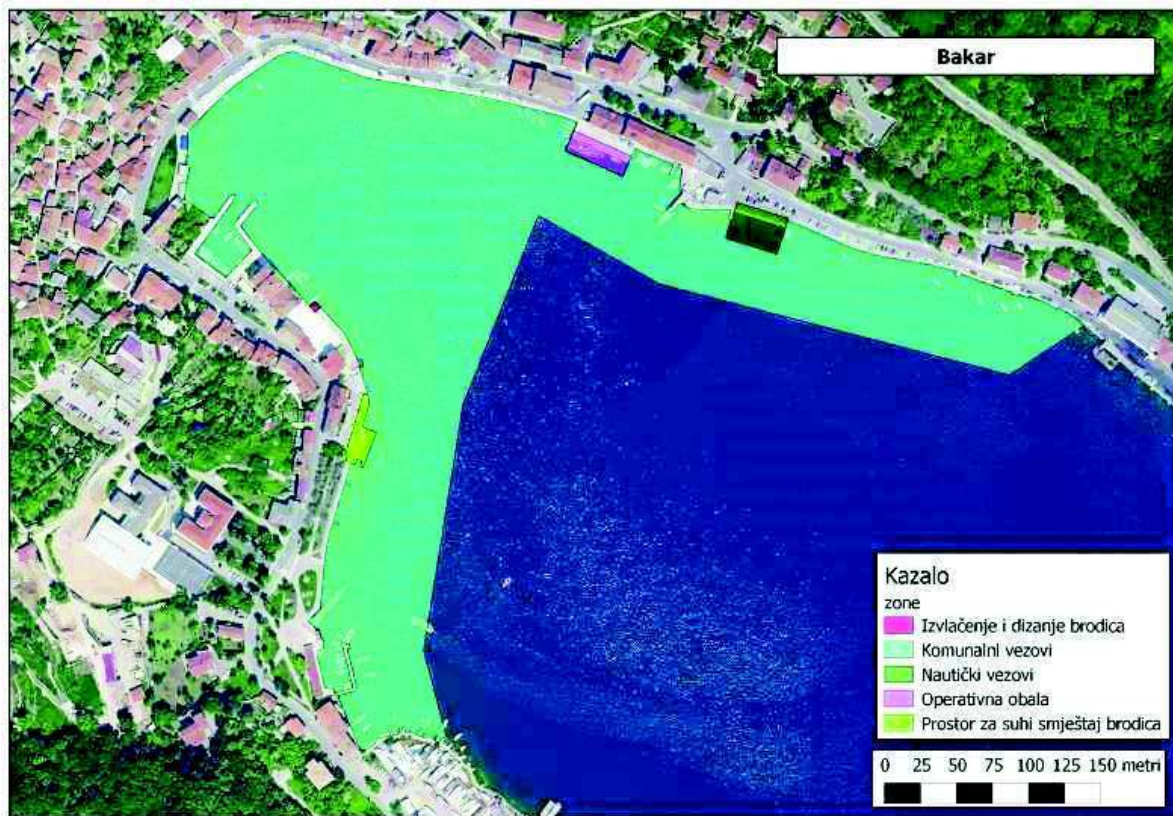 Bakar
Kazalo
zone
Izvlačenje i dizanje brodica
Komunalni vezovi
Nautički vezovi
Operativna obala
Prostor za suhi smještaj brodica
0 25 50 75 100 125 150 metri